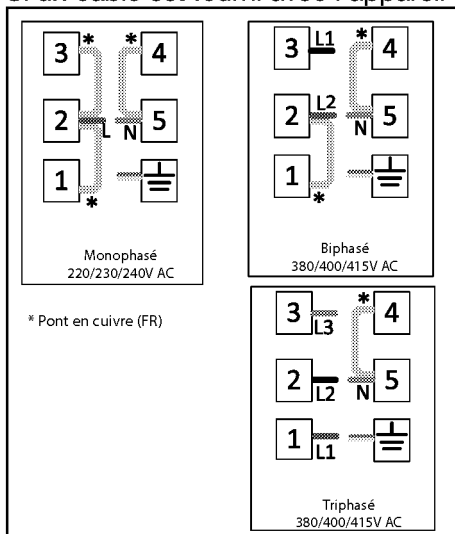 3 * * 4
2 L N 5
1 *
Monophasé
220/230/240V AC
* Pont en cuivre (FR)
3 L1 * 4
2 L2 N 5
1 *
Biphasé
380/400/415V AC
3 L3 * 4
2 L2 N 5
1 L1
Triphasé
380/400/415V AC